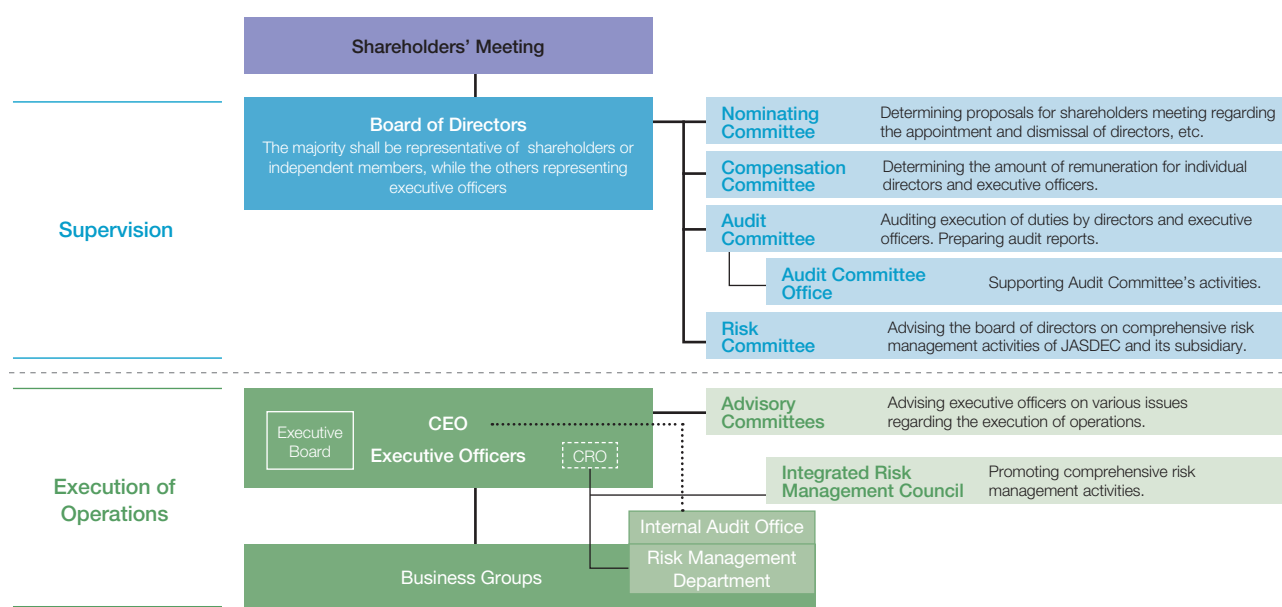 Shareholders’ Meeting
Supervision
Board of Directors
The majority shall be representative of shareholders or
independent members, while the others representing
executive officers
Nominating
Committee
Determining proposals for shareholders meeting regarding
the appointment and dismissal of directors, etc.
Compensation
Committee
Determining the amount of remuneration for individual
directors and executive officers.
Audit
Committee
Auditing execution of duties by directors and executive
officers. Preparing audit reports.
Audit Committee
Office
Supporting Audit Committee’s activities.
Risk
Committee
Advising the board of directors on comprehensive risk
management activities of JASDEC and its subsidiary.
Execution of
Operations
Executive
Board
CEO
Executive Officers
CRO
Advisory
Committees
Advising executive officers on various issues
regarding the execution of operations.
Integrated Risk
Management Council
Promoting comprehensive risk
management activities.
Internal Audit Office
Risk Management
Department
Business Groups